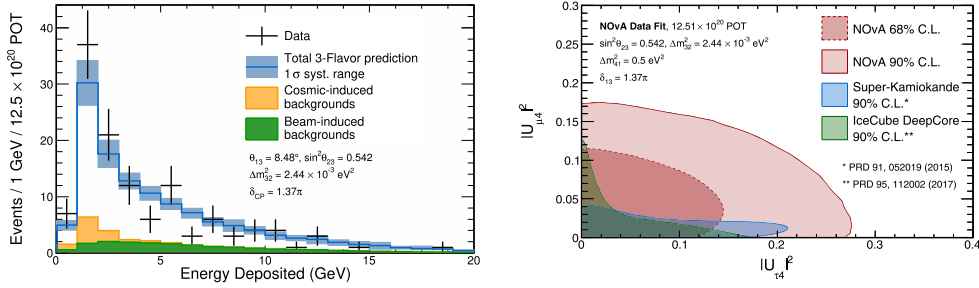 Events / 1 GeV / 12.5 × 10²⁰ POT
40
30
20
10
0
Data
Total 3-Flavor prediction
1 σ syst. range
Cosmic-induced
backgrounds
Beam-induced
backgrounds
θ₁₃ = 8.48°, sin²θ₂₃ = 0.542
Δm²₃₂ = 2.44 × 10⁻³ eV²
δ_CP = 1.37π
0
5
10
15
20
Energy Deposited (GeV)
|U_μ4|²
0.3
0.25
0.2
0.15
0.1
0.05
0
NOvA Data Fit, 12.51 × 10²⁰ POT
sin²θ₂₃ = 0.542, Δm²₃₂ = 2.44 × 10⁻³ eV²
Δm²₄₁ = 0.5 eV²
δ₁₃ = 1.37π
NOvA 68% C.L.
NOvA 90% C.L.
Super-Kamiokande
90% C.L.*
IceCube DeepCore
90% C.L.**
* PRD 91, 052019 (2015)
** PRD 95, 112002 (2017)
0
0.1
0.2
0.3
0.4
|U_τ4|²